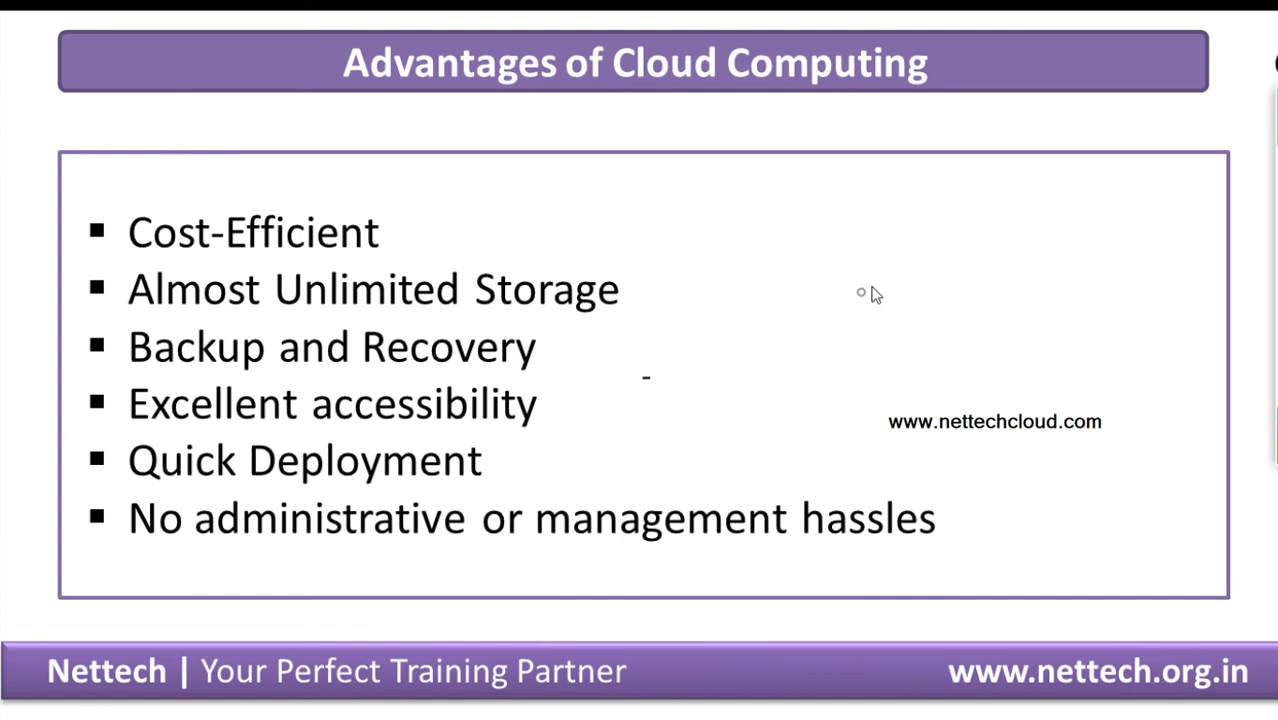 Advantages of Cloud Computing
▪ Cost-Efficient
▪ Almost Unlimited Storage
▪ Backup and Recovery
-
▪ Excellent accessibility
www.nettechcloud.com
▪ Quick Deployment
▪ No administrative or management hassles
Nettech | Your Perfect Training Partner
www.nettech.org.in